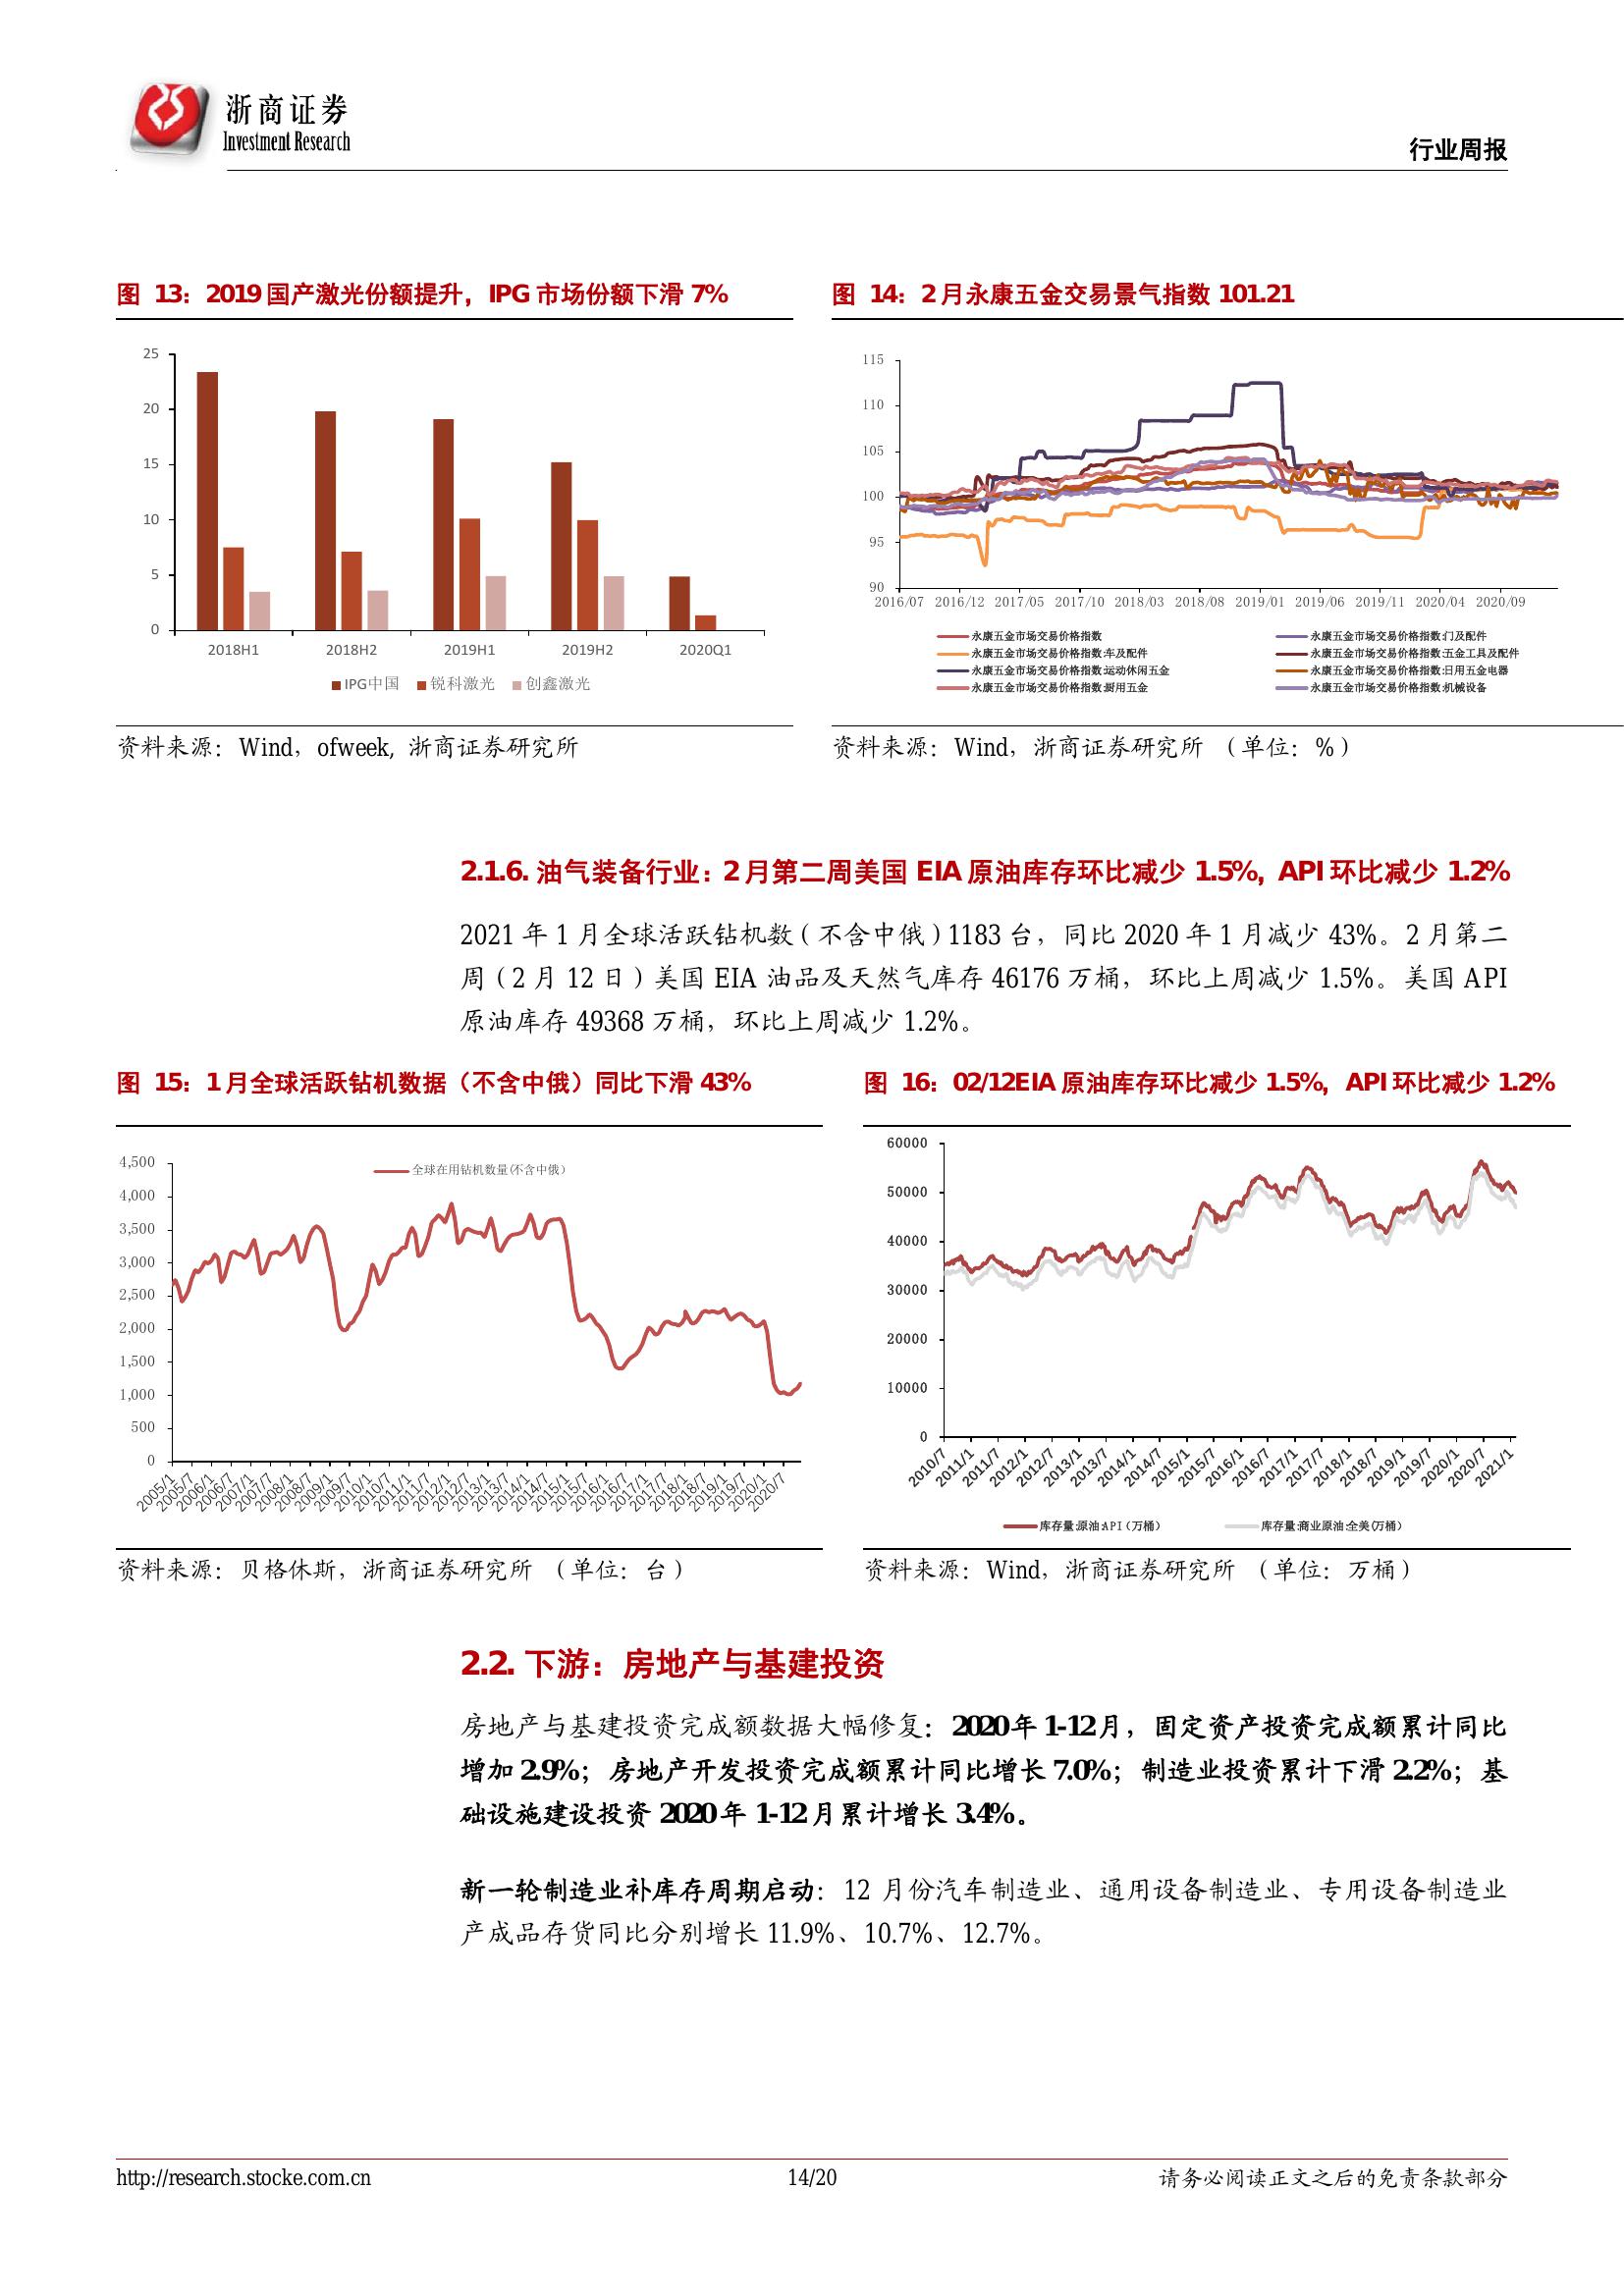 浙商证券
Investment Research
行业周报
图 13：2019 国产激光份额提升，IPG 市场份额下滑 7%
25
20
15
10
5
0
2018H1 2018H2 2019H1 2019H2 2020Q1
IPG中国 锐科激光 创鑫激光
资料来源：Wind，ofweek, 浙商证券研究所
图 14：2 月永康五金交易景气指数 101.21
115
110
105
100
95
90
2016/07 2016/12 2017/05 2017/10 2018/03 2018/08 2019/01 2019/06 2019/11 2020/04 2020/09
永康五金市场交易价格指数 永康五金市场交易价格指数:门及配件
永康五金市场交易价格指数:车及配件 永康五金市场交易价格指数:五金工具及配件
永康五金市场交易价格指数:运动休闲五金 永康五金市场交易价格指数:日用五金电器
永康五金市场交易价格指数:厨用五金 永康五金市场交易价格指数:机械设备
资料来源：Wind，浙商证券研究所 （单位：%）
2.1.6. 油气装备行业：2 月第二周美国 EIA 原油库存环比减少 1.5%, API 环比减少 1.2%
2021 年 1 月全球活跃钻机数（不含中俄）1183 台，同比 2020 年 1 月减少 43%。2 月第二
周（2 月 12 日）美国 EIA 油品及天然气库存 46176 万桶，环比上周减少 1.5%。美国 API
原油库存 49368 万桶，环比上周减少 1.2%。
图 15：1 月全球活跃钻机数据（不含中俄）同比下滑 43%
4,500
4,000
3,500
3,000
2,500
2,000
1,500
1,000
500
0
全球在用钻机数量(不含中俄）
2005/1 2005/7 2006/1 2006/7 2007/1 2007/7 2008/1 2008/7 2009/1 2009/7 2010/1 2010/7 2011/1 2011/7 2012/1 2012/7 2013/1 2013/7 2014/1 2014/7 2015/1 2015/7 2016/1 2016/7 2017/1 2017/7 2018/1 2018/7 2019/1 2019/7 2020/1 2020/7
资料来源：贝格休斯，浙商证券研究所 （单位：台）
图 16：02/12EIA 原油库存环比减少 1.5%，API 环比减少 1.2%
60000
50000
40000
30000
20000
10000
0
2010/7 2011/1 2011/7 2012/1 2012/7 2013/1 2013/7 2014/1 2014/7 2015/1 2015/7 2016/1 2016/7 2017/1 2017/7 2018/1 2018/7 2019/1 2019/7 2020/1 2020/7 2021/1
库存量:原油:API（万桶） 库存量:商业原油:全美(万桶）
资料来源：Wind，浙商证券研究所 （单位：万桶）
2.2. 下游：房地产与基建投资
房地产与基建投资完成额数据大幅修复：2020 年 1-12 月，固定资产投资完成额累计同比
增加 2.9%；房地产开发投资完成额累计同比增长 7.0%；制造业投资累计下滑 2.2%；基
础设施建设投资 2020 年 1-12 月累计增长 3.4%。
新一轮制造业补库存周期启动：12 月份汽车制造业、通用设备制造业、专用设备制造业
产成品存货同比分别增长 11.9%、10.7%、12.7%。
http://research.stocke.com.cn
14/20
请务必阅读正文之后的免责条款部分